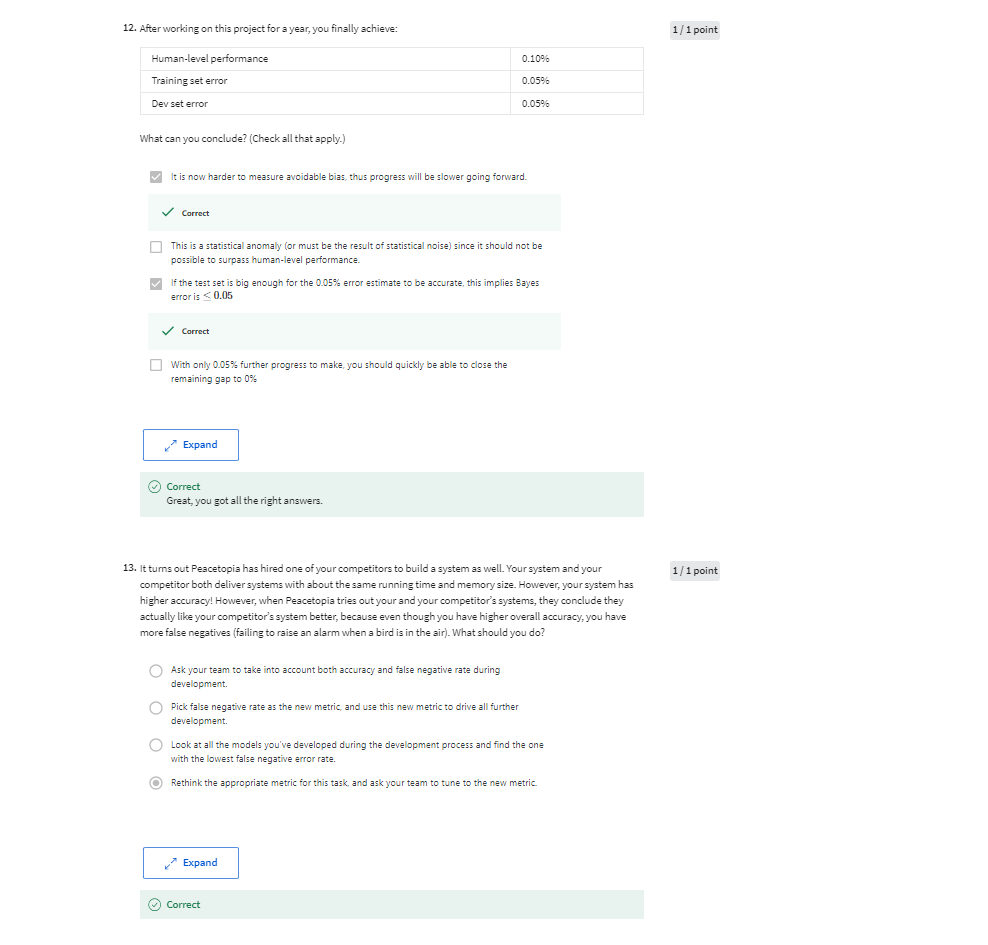 12. After working on this project for a year, you finally achieve:
1 / 1 point
Human-level performance 0.10%
Training set error 0.05%
Dev set error 0.05%
What can you conclude? (Check all that apply.)
It is now harder to measure avoidable bias, thus progress will be slower going forward.
Correct
This is a statistical anomaly (or must be the result of statistical noise) since it should not be
possible to surpass human-level performance.
If the test set is big enough for the 0.05% error estimate to be accurate, this implies Bayes
error is ≤ 0.05
Correct
With only 0.05% further progress to make, you should quickly be able to close the
remaining gap to 0%
Expand
Correct
Great, you got all the right answers.
13. It turns out Peacetopia has hired one of your competitors to build a system as well. Your system and your
1 / 1 point
competitor both deliver systems with about the same running time and memory size. However, your system has
higher accuracy! However, when Peacetopia tries out your and your competitor's systems, they conclude they
actually like your competitor's system better, because even though you have higher overall accuracy, you have
more false negatives (failing to raise an alarm when a bird is in the air). What should you do?
Ask your team to take into account both accuracy and false negative rate during
development.
Pick false negative rate as the new metric, and use this new metric to drive all further
development.
Look at all the models you've developed during the development process and find the one
with the lowest false negative error rate.
Rethink the appropriate metric for this task, and ask your team to tune to the new metric.
Expand
Correct